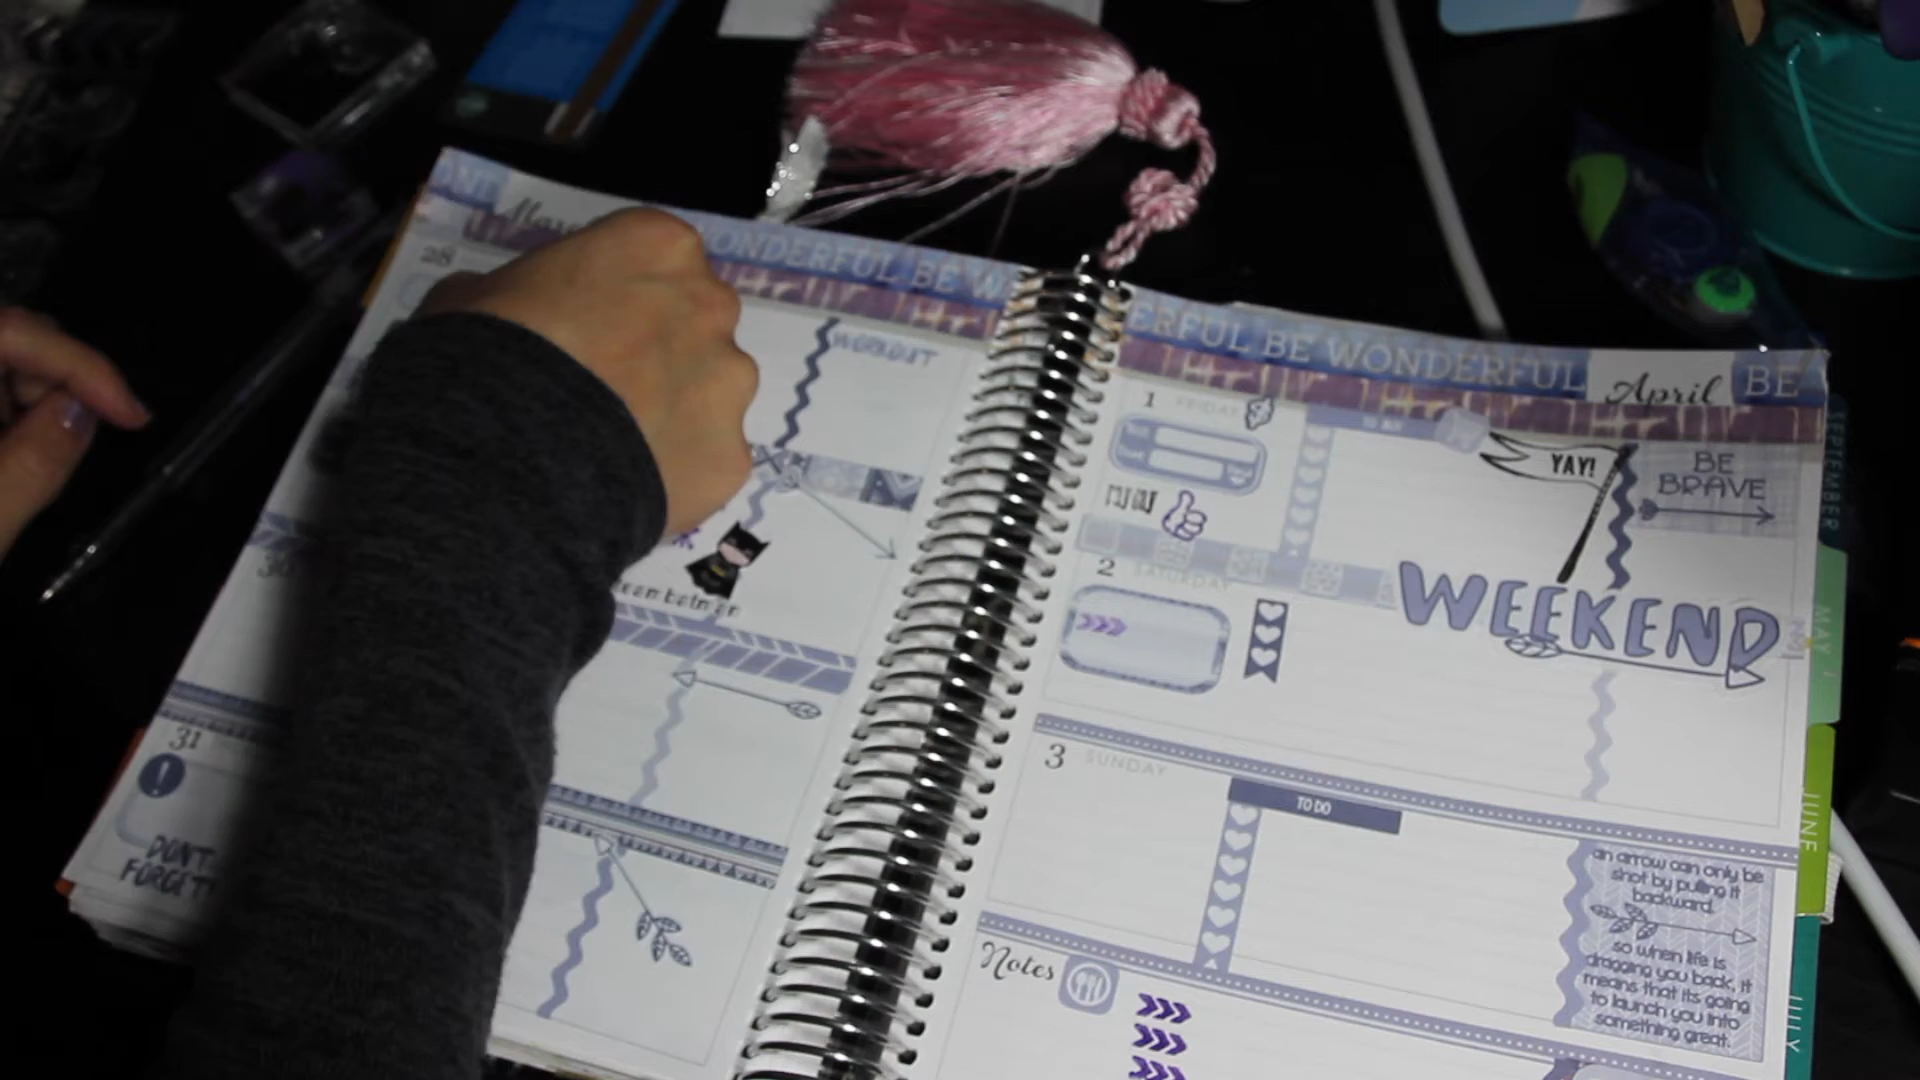 March
ONDERFUL BE W
28
WORKOUT
team batman
30
31
DON'T
FORGET!
ERFUL BE WONDERFUL
April
BE
1 FRIDAY
TO BUY
YAY!
BE
BRAVE
2 SATURDAY
WEEKEND
3 SUNDAY
TO DO
an arrow can only be
shot by pulling it
backward.
so when life is
dragging you back, it
means that its going
to launch you into
something great.
Notes
SEPTEMBER
MAY
JUNE
JULY